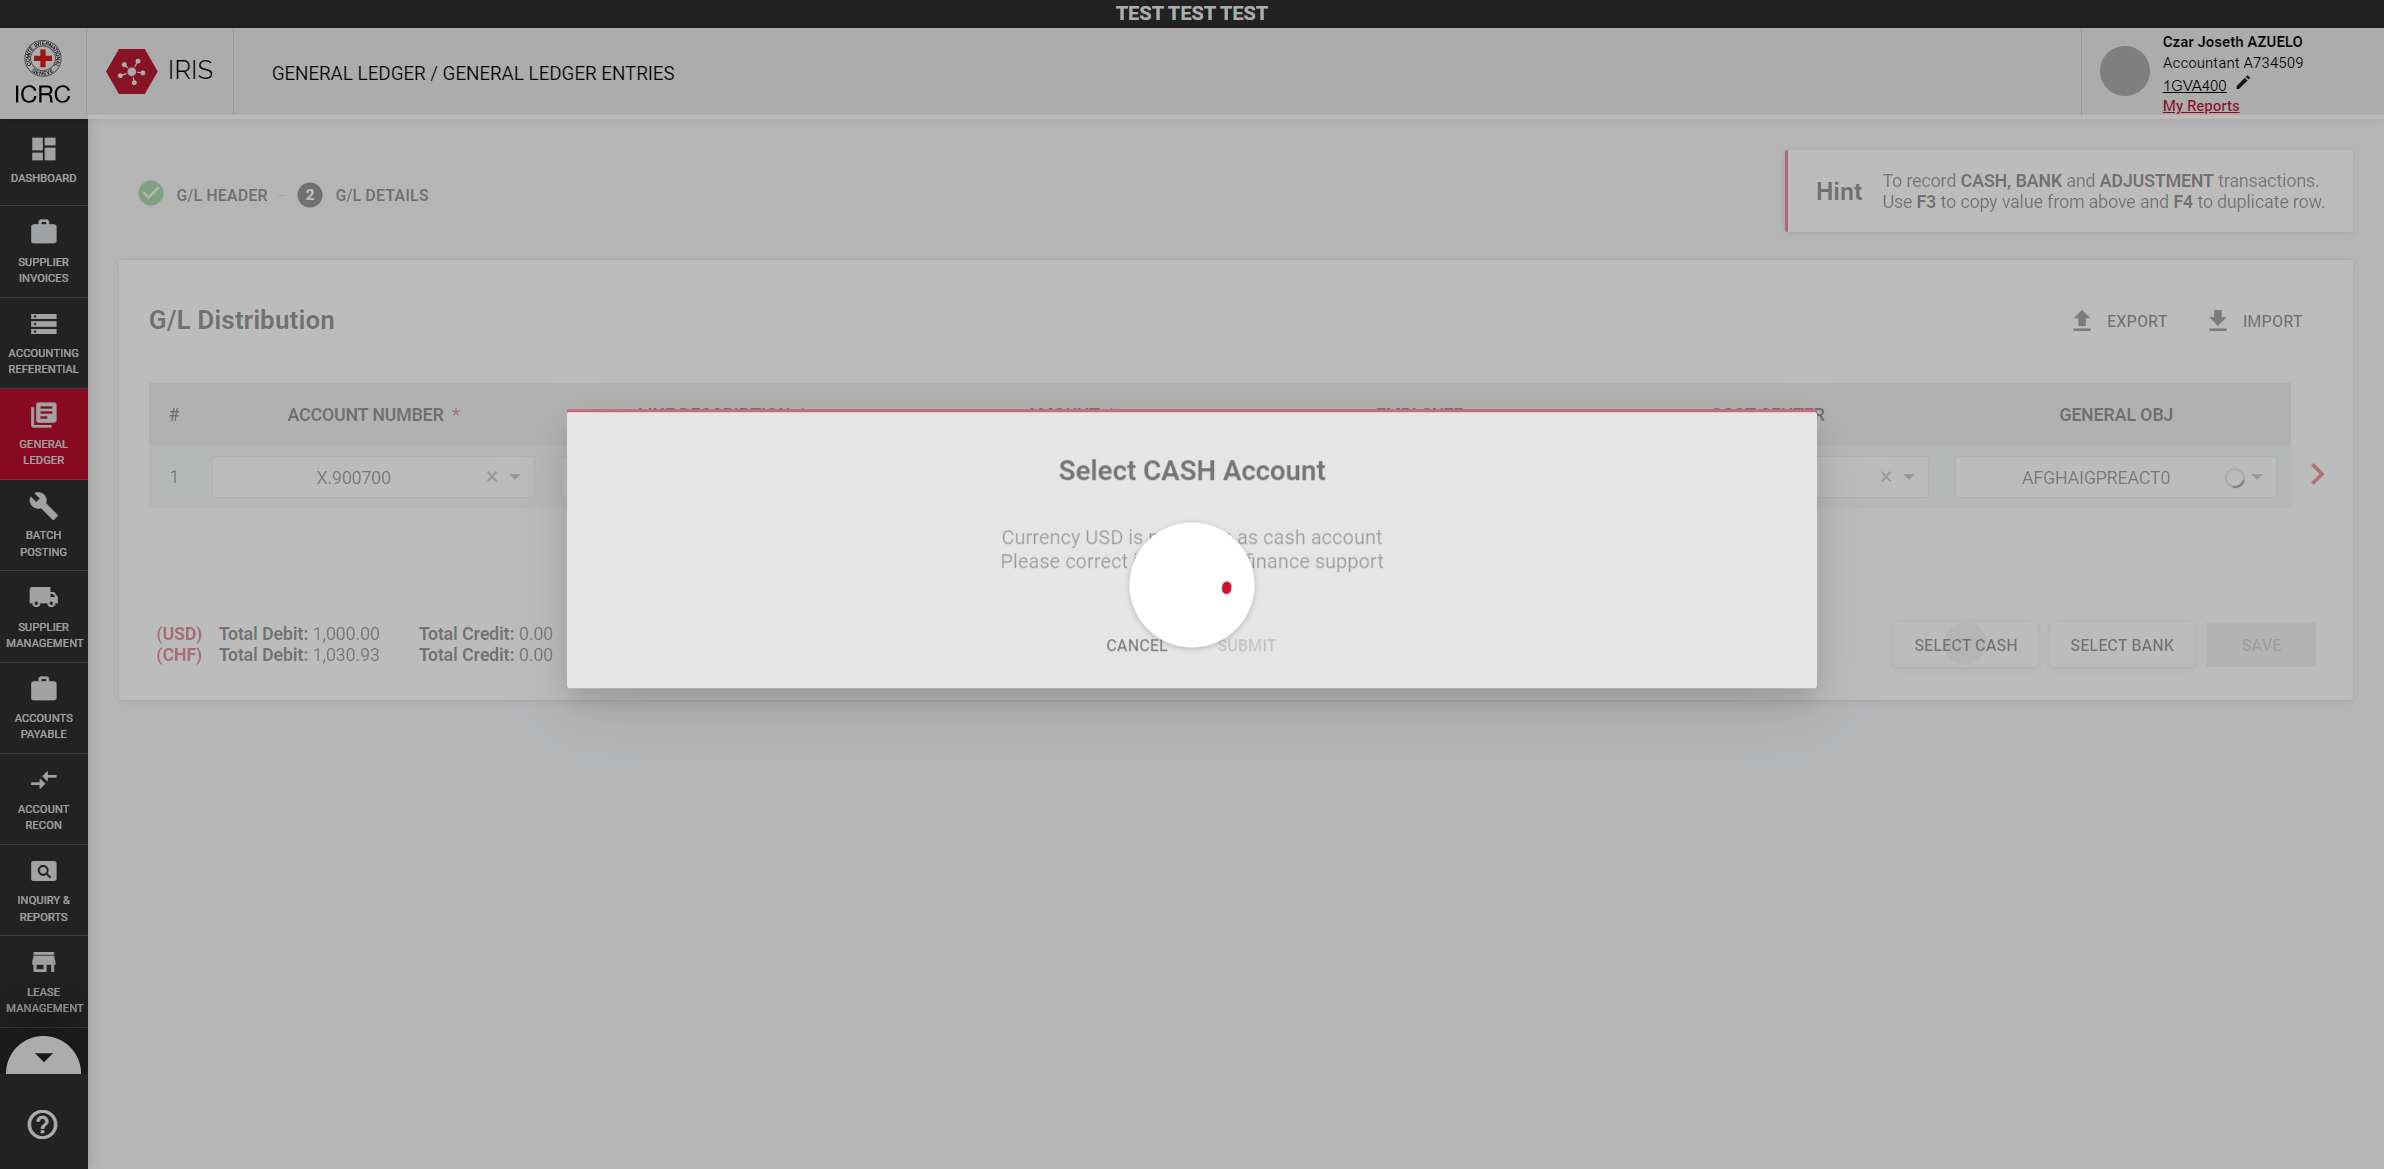 TEST TEST TEST
ICRC
IRIS
GENERAL LEDGER / GENERAL LEDGER ENTRIES
Czar Joseth AZUELO
Accountant A734509
1GVA400
My Reports
DASHBOARD
SUPPLIER
INVOICES
ACCOUNTING
REFERENTIAL
GENERAL
LEDGER
BATCH
POSTING
SUPPLIER
MANAGEMENT
ACCOUNTS
PAYABLE
ACCOUNT
RECON
INQUIRY &
REPORTS
LEASE
MANAGEMENT
G/L HEADER
2 G/L DETAILS
Hint
To record CASH, BANK and ADJUSTMENT transactions.
Use F3 to copy value from above and F4 to duplicate row.
G/L Distribution
EXPORT
IMPORT
# ACCOUNT NUMBER * GENERAL OBJ
1 X.900700 AFGHAIGPREACT0
Select CASH Account
Currency USD is as cash account
Please correct finance support
CANCEL SUBMIT
(USD) Total Debit: 1,000.00 Total Credit: 0.00
(CHF) Total Debit: 1,030.93 Total Credit: 0.00
SELECT CASH SELECT BANK SAVE